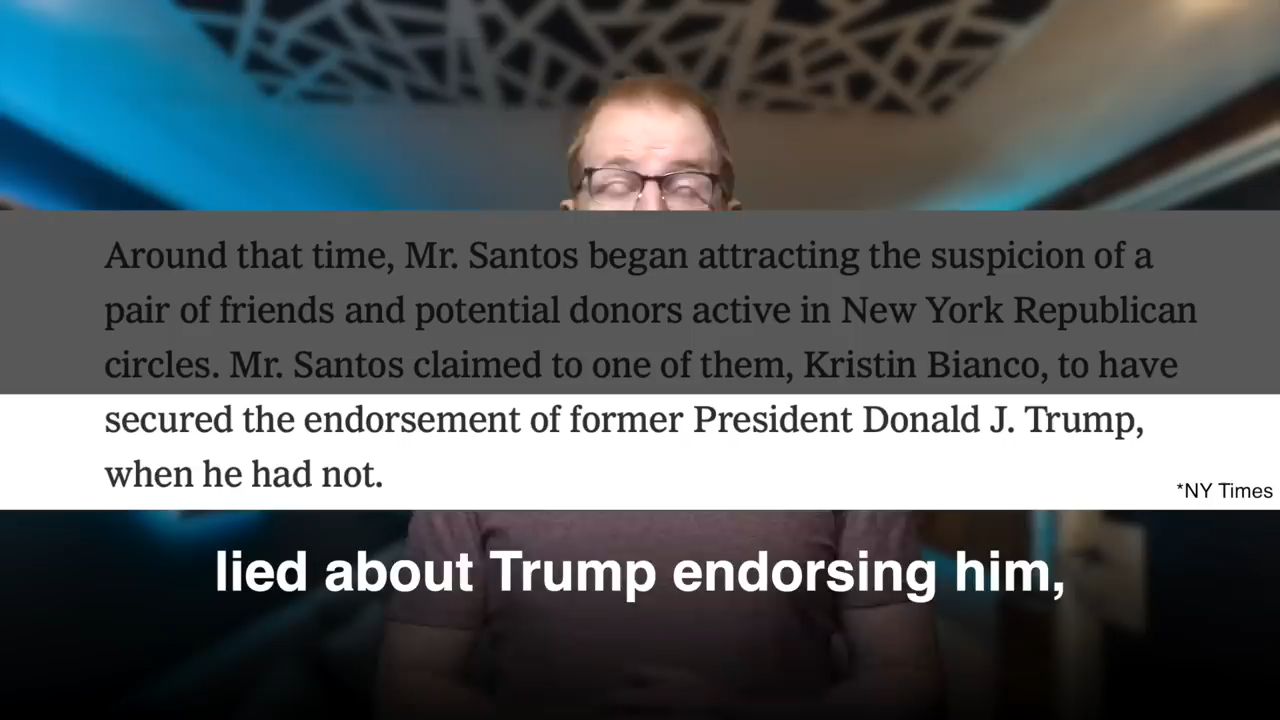 Around that time, Mr. Santos began attracting the suspicion of a
pair of friends and potential donors active in New York Republican
circles. Mr. Santos claimed to one of them, Kristin Bianco, to have
secured the endorsement of former President Donald J. Trump,
when he had not.
*NY Times
lied about Trump endorsing him,